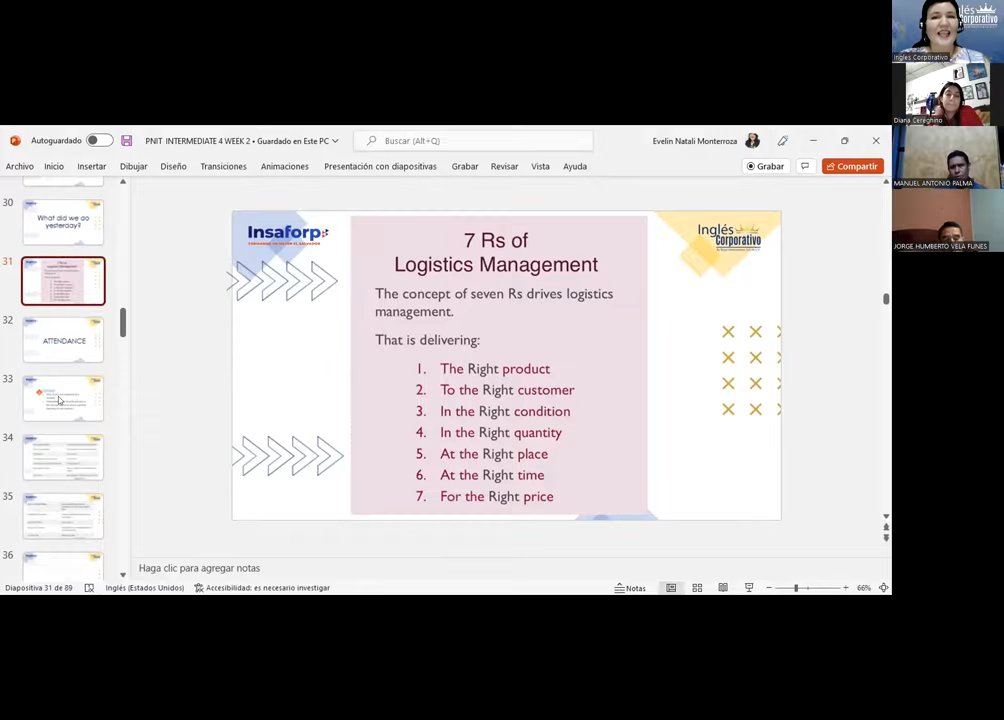 Autoguardado
PNIT INTERMEDIATE 4 WEEK 2 • Guardado en Este PC
Buscar (Alt+Q)
Evelin Natali Monterroza
Archivo Inicio Insertar Dibujar Diseño Transiciones Animaciones Presentación con diapositivas Grabar Revisar Vista Ayuda
Grabar
Compartir
30
What did we do
yesterday?
31
32
ATTENDANCE
33
34
35
36
Insaforp
Inglés
Corporativo
7 Rs of
Logistics Management
The concept of seven Rs drives logistics
management.
That is delivering:
1. The Right product
2. To the Right customer
3. In the Right condition
4. In the Right quantity
5. At the Right place
6. At the Right time
7. For the Right price
Haga clic para agregar notas
Diapositiva 31 de 89
Inglés (Estados Unidos)
Accesibilidad: es necesario investigar
Notas
66%
Ingles Corporativo
Diana Cereghino
MANUEL ANTONIO PALMA
JORGE HUMBERTO VELA FUNES